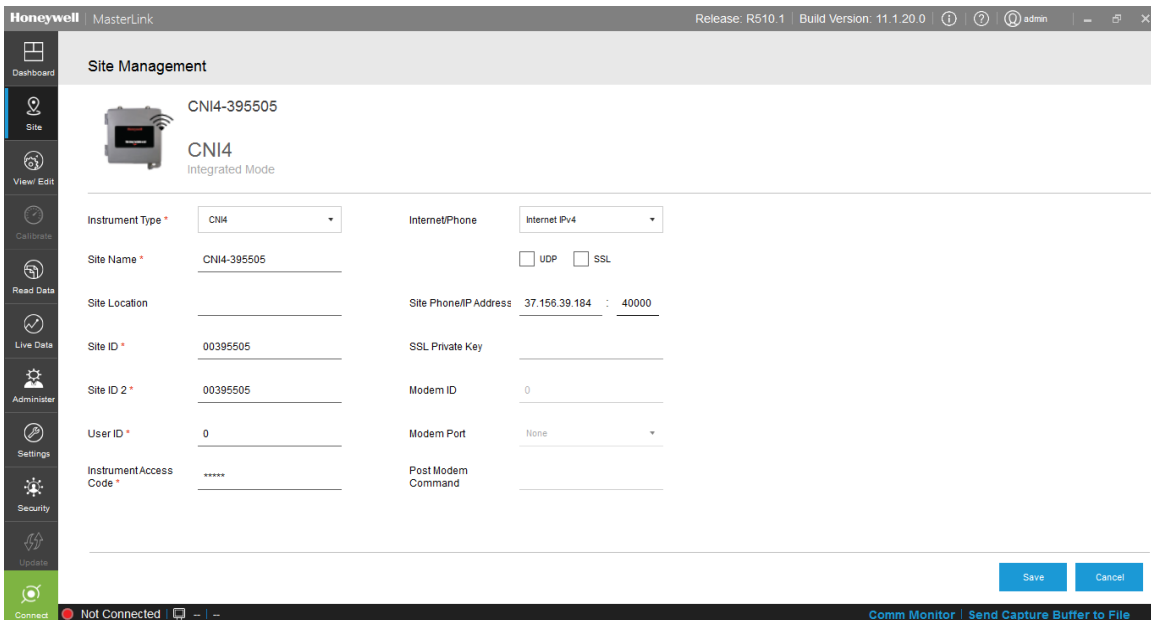 Honeywell | MasterLink
Release: R510.1 | Build Version: 11.1.20.0 | admin
Dashboard
Site
View/ Edit
Calibrate
Read Data
Live Data
Administer
Settings
Security
Update
Connect
Site Management
CNI4-395505
CNI4
Integrated Mode
Instrument Type * CNI4
Internet/Phone Internet IPv4
Site Name * CNI4-395505
UDP SSL
Site Location
Site Phone/IP Address 37.156.39.184 : 40000
Site ID * 00395505
SSL Private Key
Site ID 2 * 00395505
Modem ID 0
User ID * 0
Modem Port None
Instrument Access
Code * *****
Post Modem
Command
Save Cancel
Not Connected | -- | --
Comm Monitor | Send Capture Buffer to File